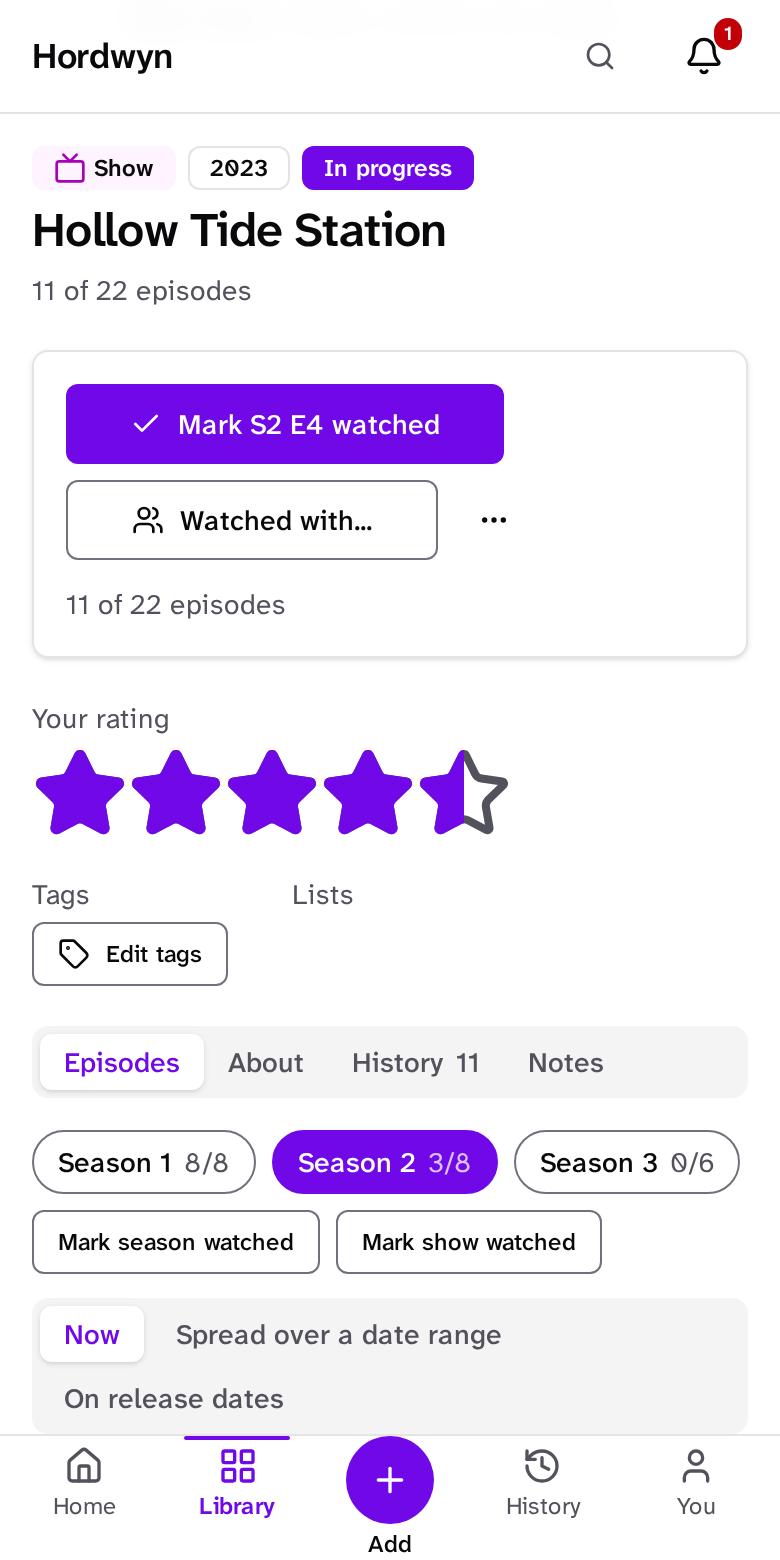 Hordwyn
1
Show 2023 In progress
Hollow Tide Station
11 of 22 episodes
Mark S2 E4 watched
Watched with...
11 of 22 episodes
Your rating
Tags Lists
Edit tags
Episodes About History 11 Notes
Season 1 8/8 Season 2 3/8 Season 3 0/6
Mark season watched Mark show watched
Now Spread over a date range
On release dates
Home Library Add History You